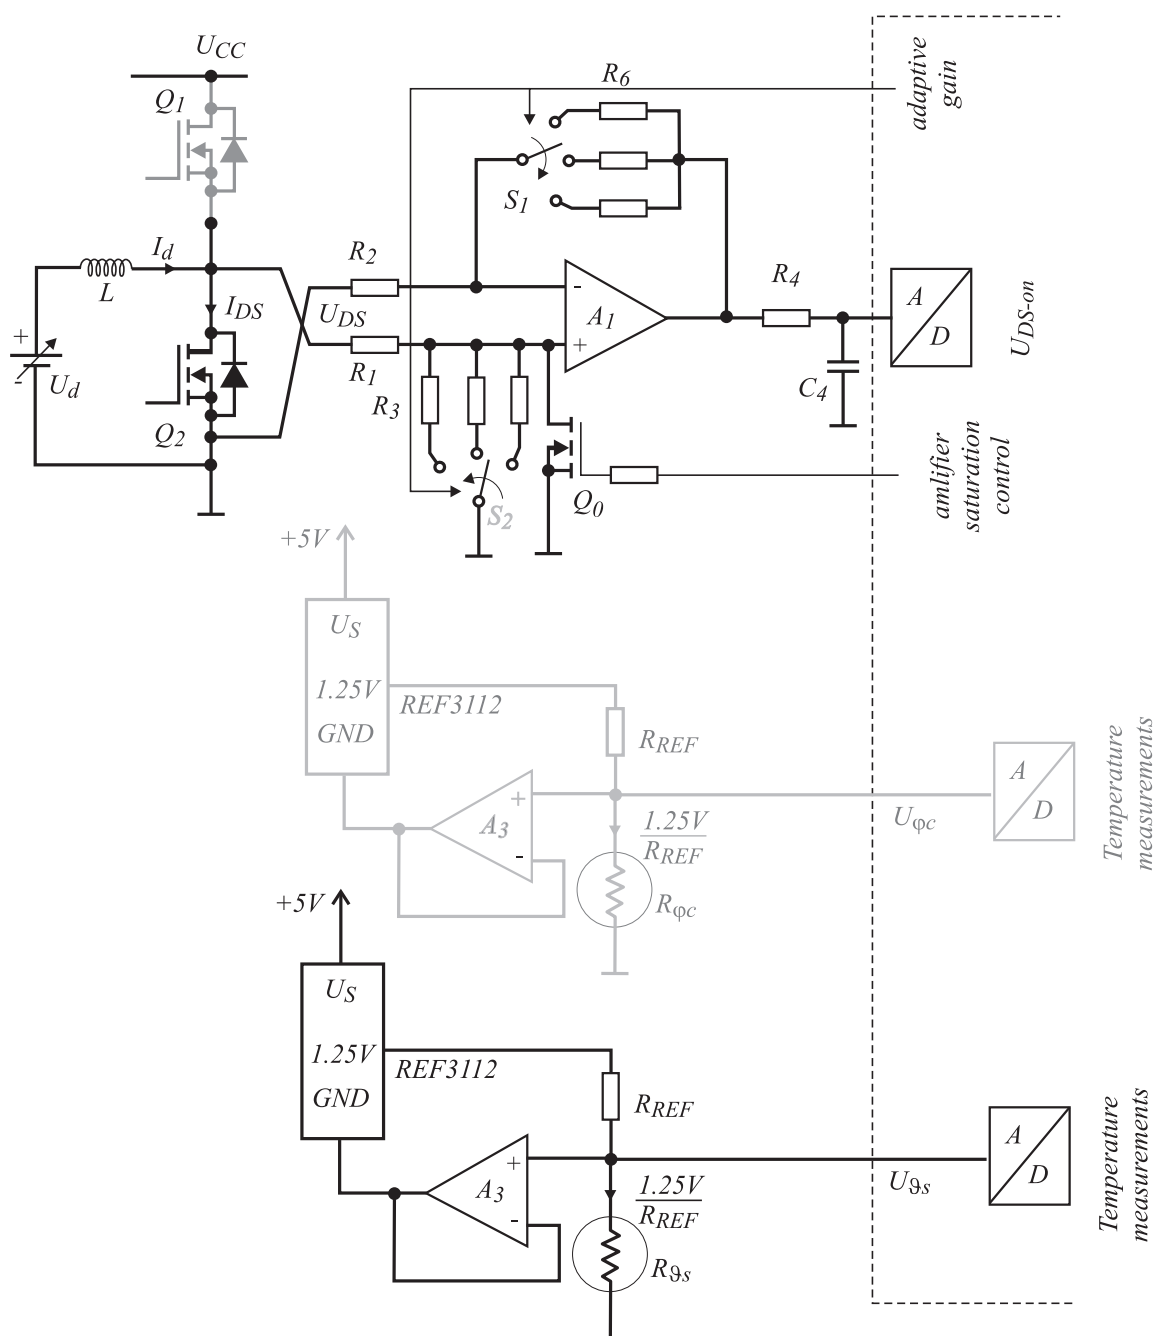 U_CC
Q_1
R_6
adaptive
gain
S_1
I_d
L
R_2
R_4
I_DS
U_DS
A_1
-
+
A
D
U_DS-on
+
-
U_d
R_1
C_4
R_3
Q_2
Q_0
S_2
amlifier
saturation
control
+5V
U_S
1.25V
REF3112
GND
R_REF
+
A_3
-
1.25V
R_REF
U_φc
A
D
Temperature
measurements
R_φc
+5V
U_S
1.25V
REF3112
GND
R_REF
+
A_3
-
1.25V
R_REF
U_ϑs
A
D
Temperature
measurements
R_ϑs